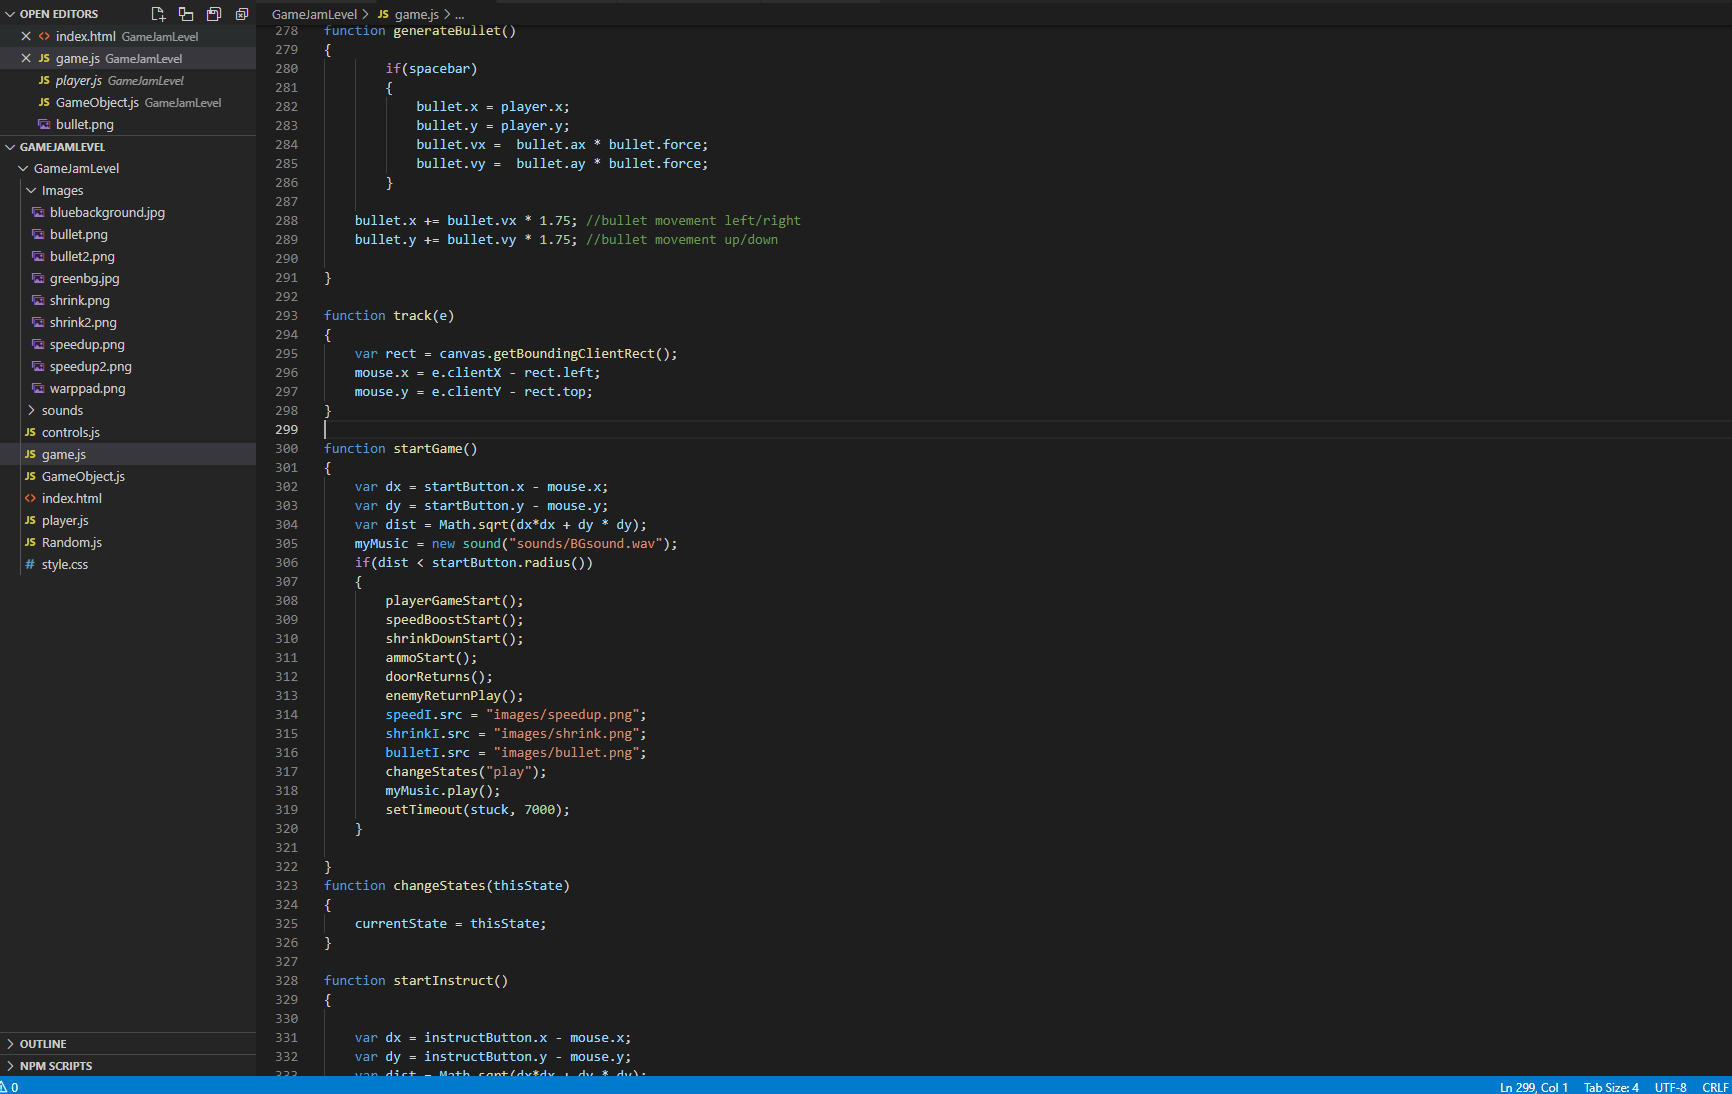 OPEN EDITORS
index.html GameJamLevel
JS game.js GameJamLevel
JS player.js GameJamLevel
JS GameObject.js GameJamLevel
bullet.png
GAMEJAMLEVEL
GameJamLevel
Images
bluebackground.jpg
bullet.png
bullet2.png
greenbg.jpg
shrink.png
shrink2.png
speedup.png
speedup2.png
warppad.png
sounds
JS controls.js
JS game.js
JS GameObject.js
<> index.html
JS player.js
JS Random.js
# style.css
OUTLINE
NPM SCRIPTS
GameJamLevel > JS game.js > ...
278 function generateBullet()
279 {
280 if(spacebar)
281 {
282 bullet.x = player.x;
283 bullet.y = player.y;
284 bullet.vx =  bullet.ax * bullet.force;
285 bullet.vy =  bullet.ay * bullet.force;
286 }
287
288 bullet.x += bullet.vx * 1.75; //bullet movement left/right
289 bullet.y += bullet.vy * 1.75; //bullet movement up/down
290
291 }
292
293 function track(e)
294 {
295 var rect = canvas.getBoundingClientRect();
296 mouse.x = e.clientX - rect.left;
297 mouse.y = e.clientY - rect.top;
298 }
299
300 function startGame()
301 {
302 var dx = startButton.x - mouse.x;
303 var dy = startButton.y - mouse.y;
304 var dist = Math.sqrt(dx*dx + dy * dy);
305 myMusic = new sound("sounds/BGsound.wav");
306 if(dist < startButton.radius())
307 {
308 playerGameStart();
309 speedBoostStart();
310 shrinkDownStart();
311 ammoStart();
312 doorReturns();
313 enemyReturnPlay();
314 speedI.src = "images/speedup.png";
315 shrinkI.src = "images/shrink.png";
316 bulletI.src = "images/bullet.png";
317 changeStates("play");
318 myMusic.play();
319 setTimeout(stuck, 7000);
320 }
321
322 }
323 function changeStates(thisState)
324 {
325 currentState = thisState;
326 }
327
328 function startInstruct()
329 {
330
331 var dx = instructButton.x - mouse.x;
332 var dy = instructButton.y - mouse.y;
333 var dist = Math.sqrt(dx*dx + dy * dy);
0
Ln 299, Col 1 Tab Size: 4 UTF-8 CRLF